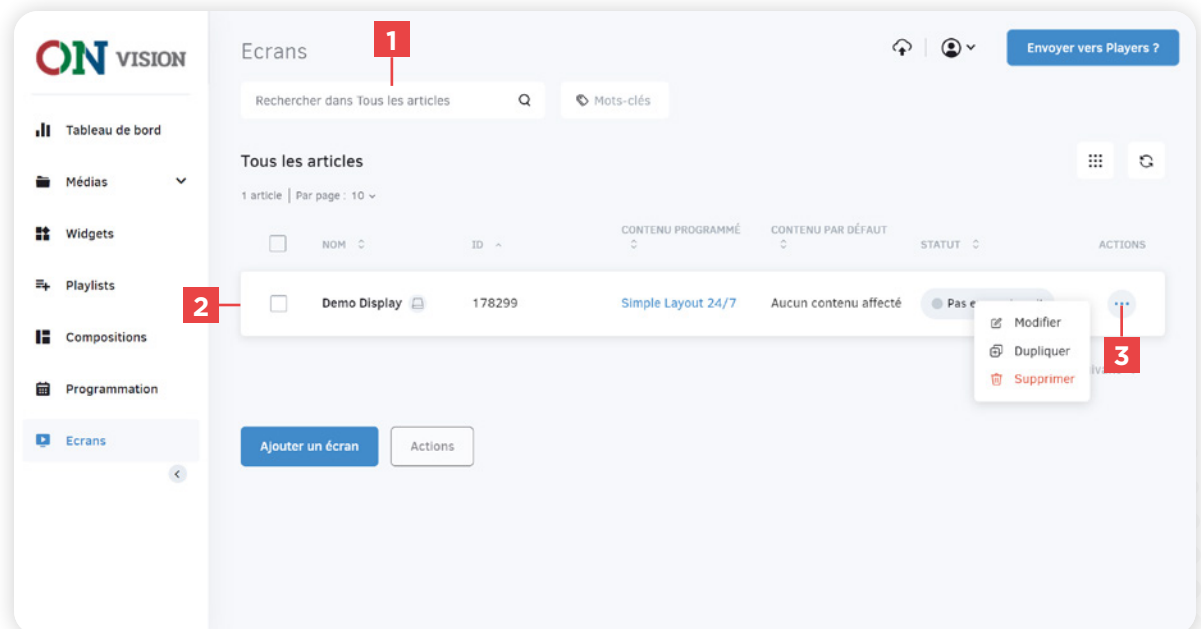 ON VISION
Tableau de bord
Médias
Widgets
Playlists
Compositions
Programmation
Ecrans
Ecrans
1
Envoyer vers Players ?
Rechercher dans Tous les articles
Mots-clés
Tous les articles
1 article | Par page : 10
NOM
ID
CONTENU PROGRAMMÉ
CONTENU PAR DÉFAUT
STATUT
ACTIONS
2
Demo Display
178299
Simple Layout 24/7
Aucun contenu affecté
Pas
Modifier
Dupliquer
Supprimer
3
Ajouter un écran
Actions